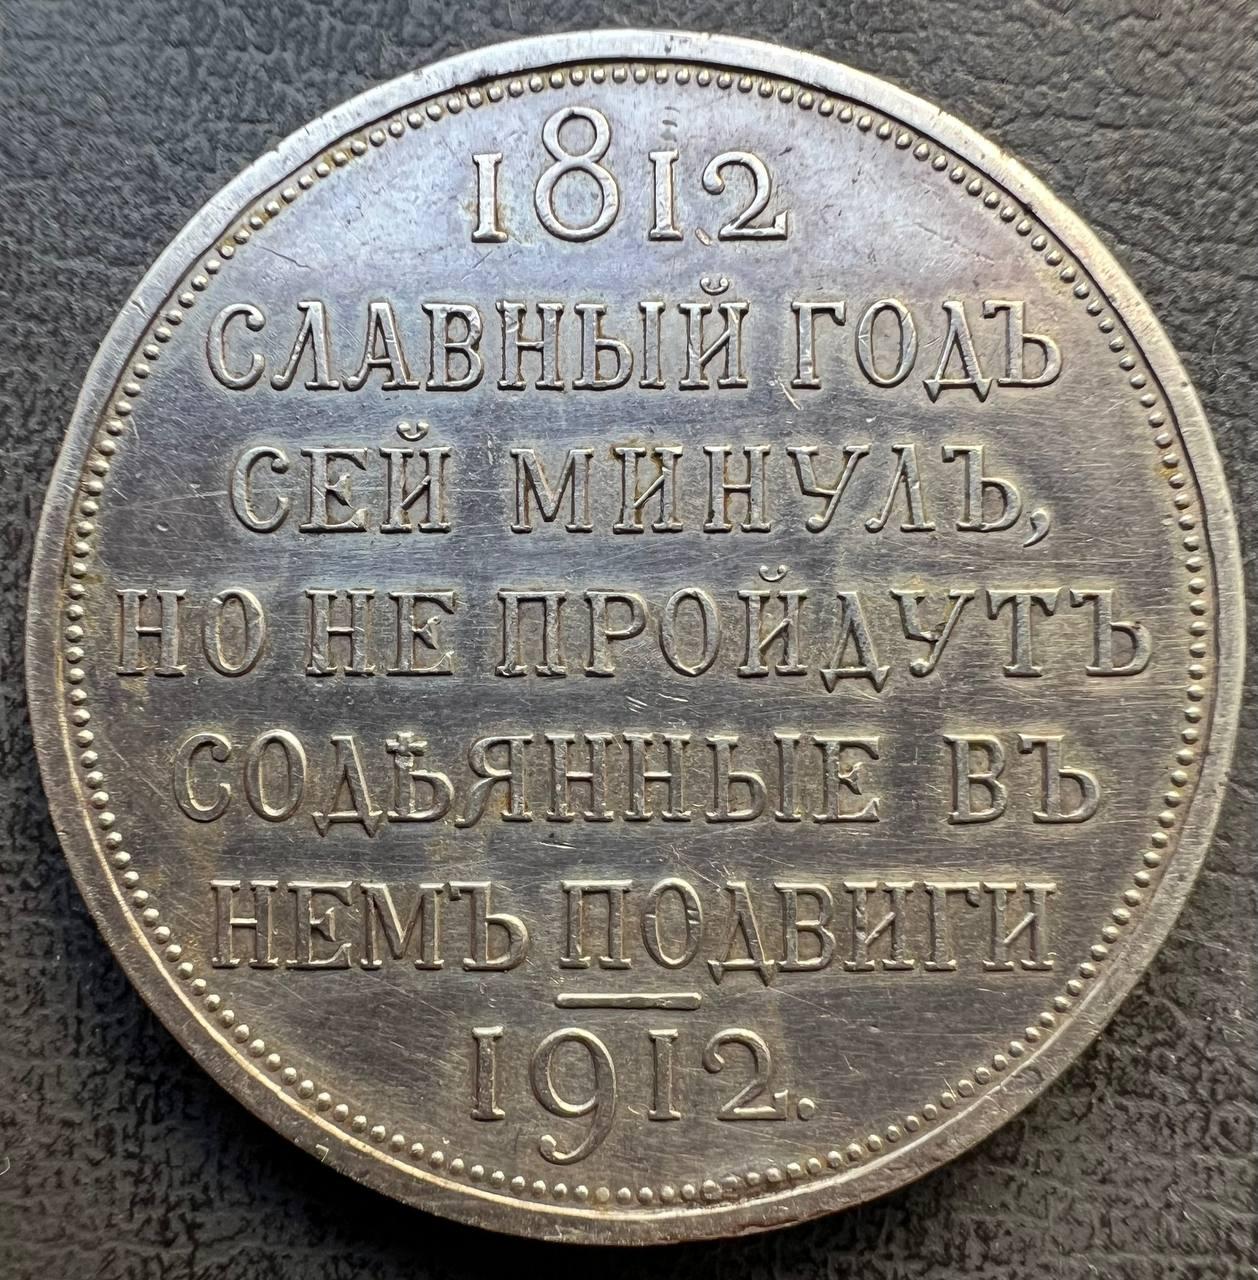 1812
СЛАВНЫЙ ГОДЪ
СЕЙ МИНУЛЪ,
НО НЕ ПРОЙДУТЪ
СОДѢЯННЫЕ ВЪ
НЕМЪ ПОДВИГИ
1912.